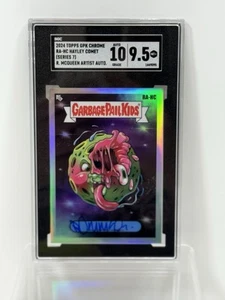 2024 TOPPS GPK CHROME
RA-HC HAYLEY COMET
[SERIES 7]
R. MCQUEEN ARTIST AUTO.
AUTO
10
9.5
GARBAGE PAIL KIDS
RA-HC